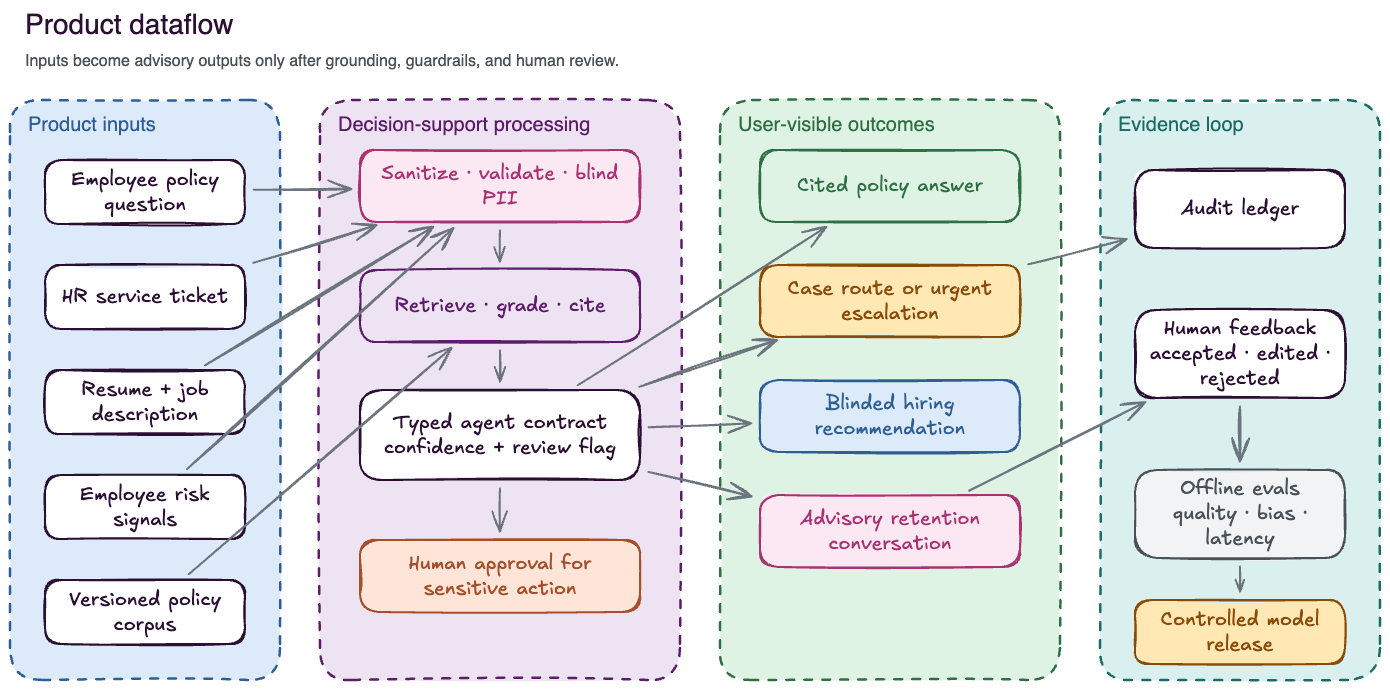 Product dataflow
Inputs become advisory outputs only after grounding, guardrails, and human review.
Product inputs
Employee policy
question
HR service ticket
Resume + job
description
Employee risk
signals
Versioned policy
corpus
Decision-support processing
Sanitize · validate · blind
PII
Retrieve · grade · cite
Typed agent contract
confidence + review flag
Human approval for
sensitive action
User-visible outcomes
Cited policy answer
Case route or urgent
escalation
Blinded hiring
recommendation
Advisory retention
conversation
Evidence loop
Audit ledger
Human feedback
accepted · edited ·
rejected
Offline evals
quality · bias ·
latency
Controlled model
release